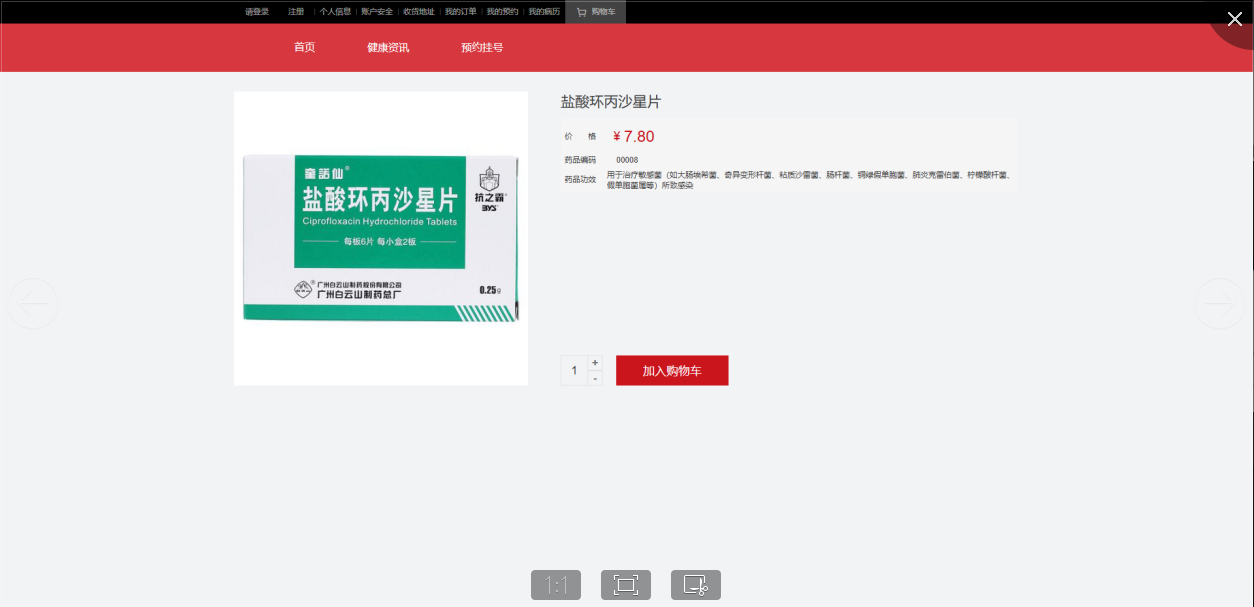 请登录 注册 个人信息 账户安全 收货地址 我的订单 我的预约 我的病历 购物车
首页 健康资讯 预约挂号
盐酸环丙沙星片
价 格 ¥ 7.80
药品编码 00008
药品功效 用于治疗敏感菌（如大肠埃希菌、奇异变形杆菌、粘质沙雷菌、肠杆菌、铜绿假单胞菌、肺炎克雷伯菌、柠檬酸杆菌、
假单胞菌属等）所致感染
童話仙®
盐酸环丙沙星片
Ciprofloxacin Hydrochloride Tablets
每板6片 每小盒2板
抗之霸®
BYS
广州白云山制药股份有限公司
广州白云山制药总厂
0.25g
1 + -
加入购物车
1:1